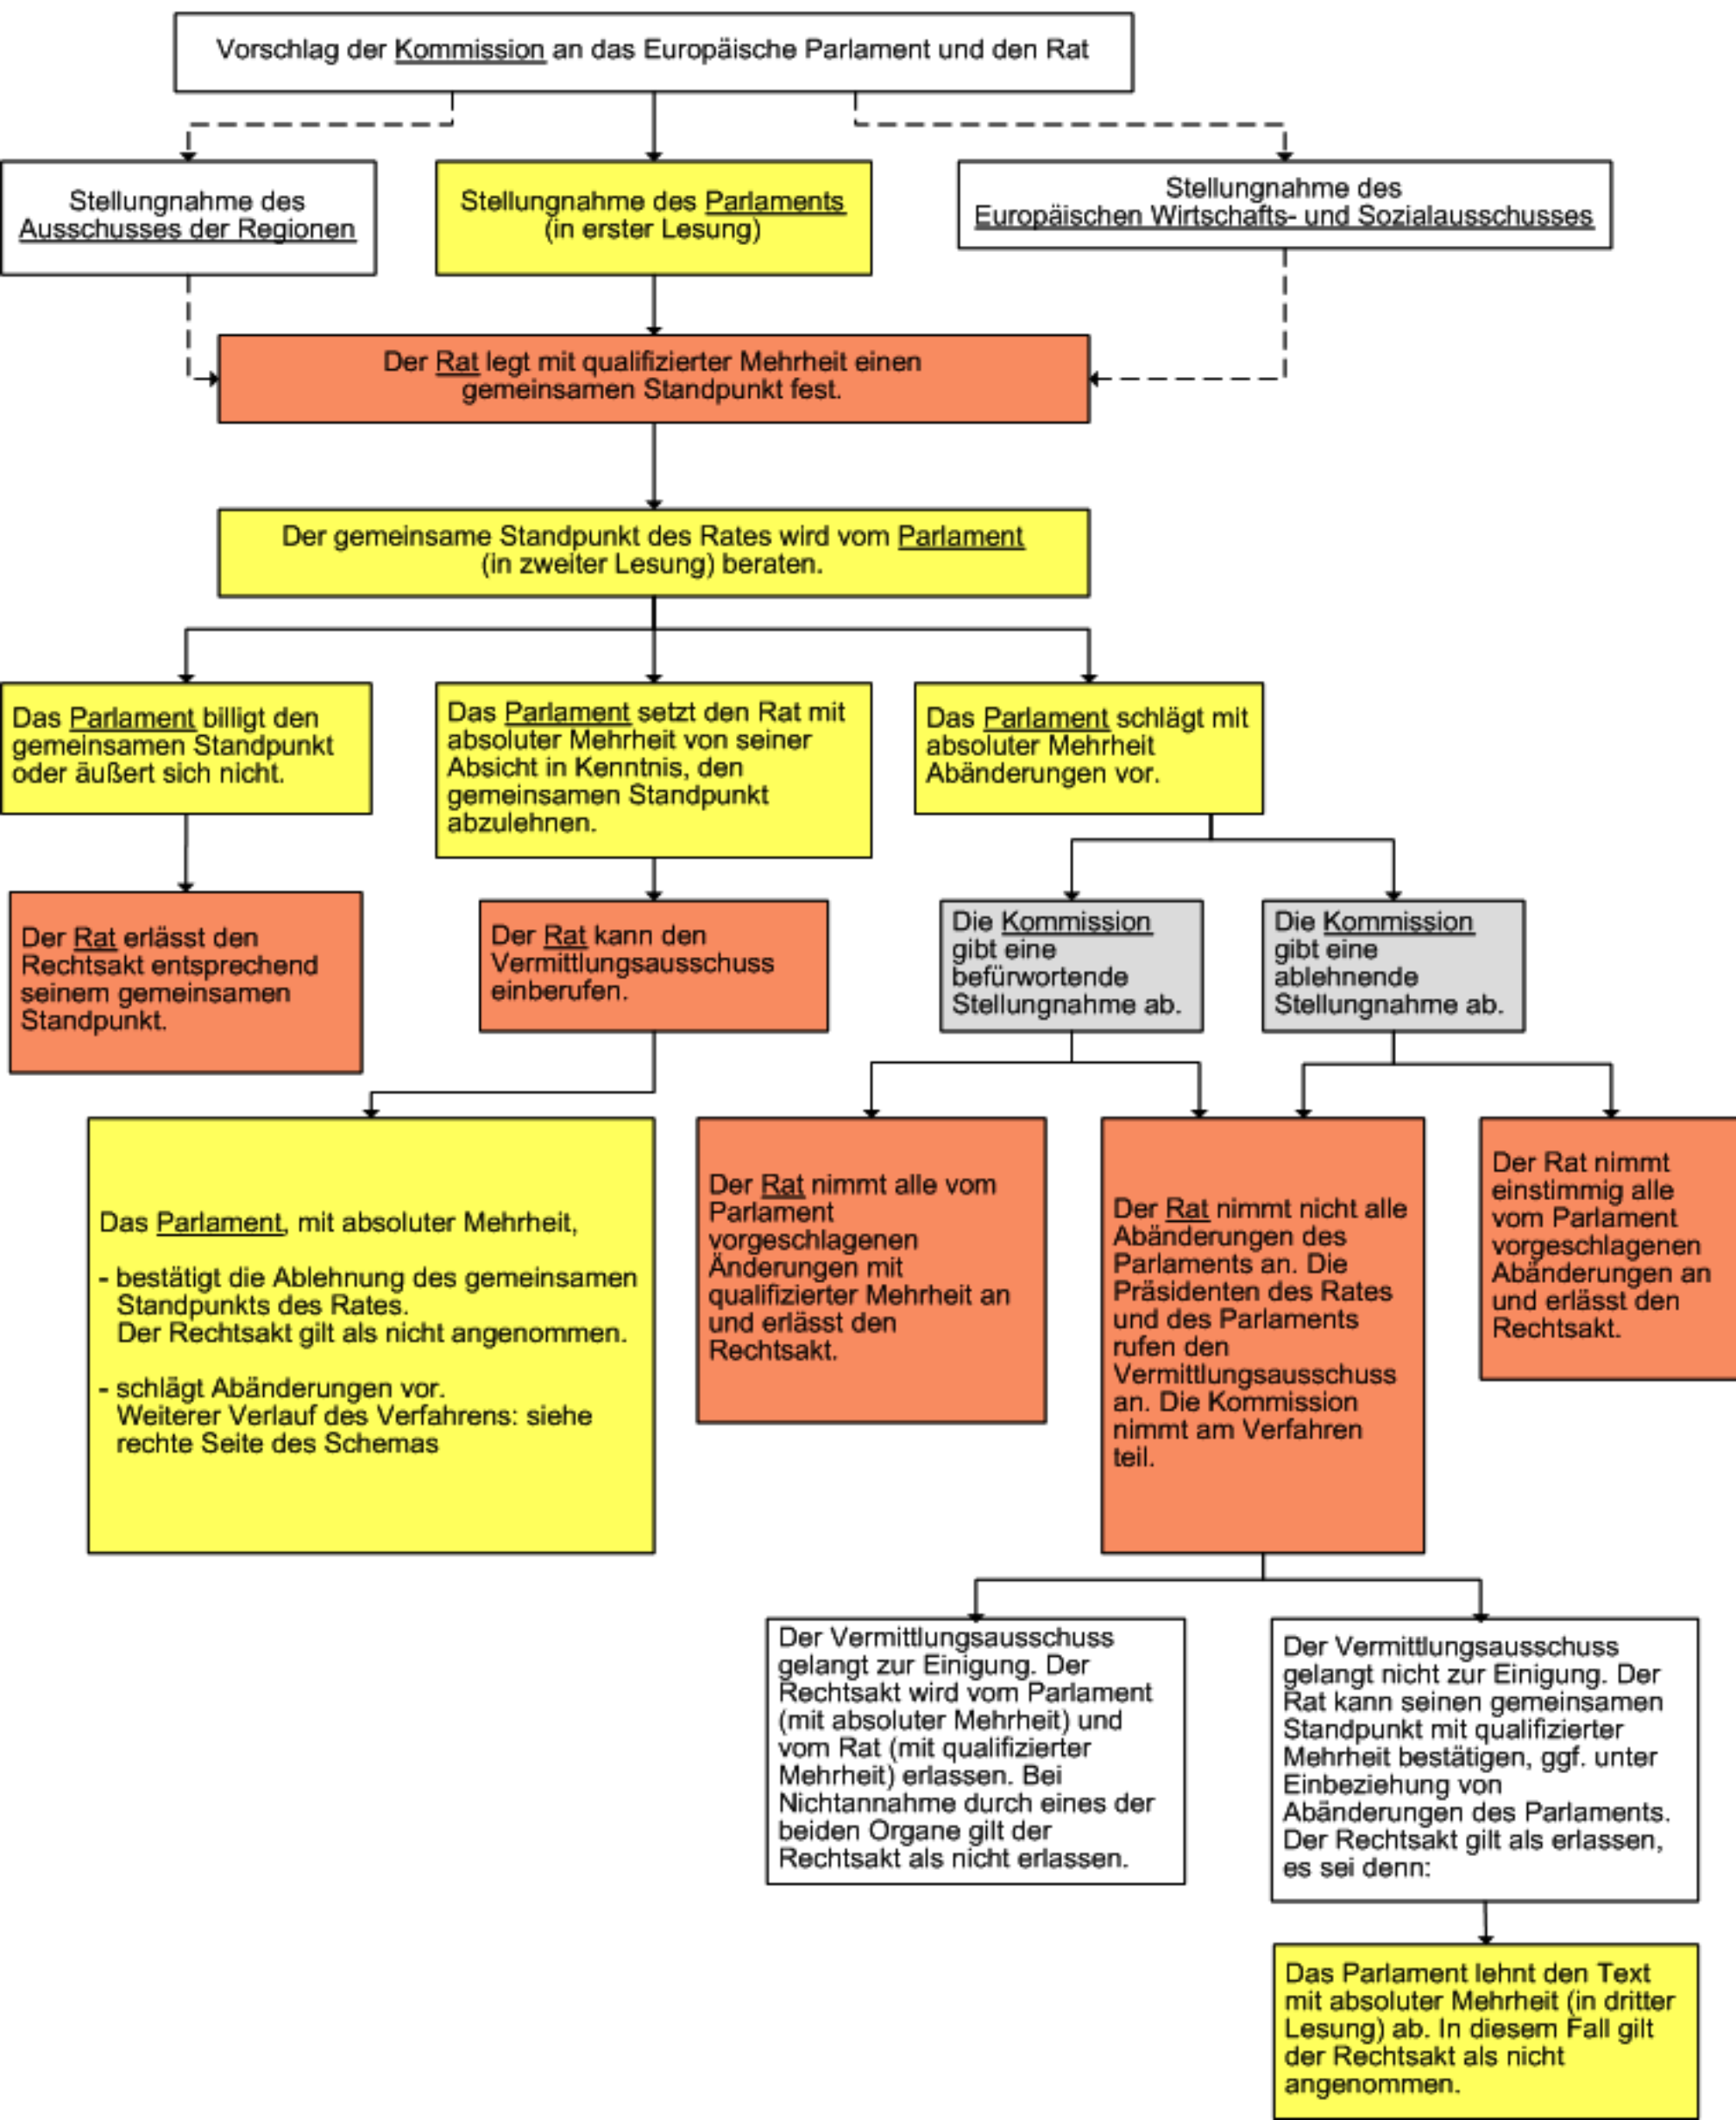 Vorschlag der Kommission an das Europäische Parlament und den Rat
Stellungnahme des
Ausschusses der Regionen
Stellungnahme des Parlaments
(in erster Lesung)
Stellungnahme des
Europäischen Wirtschafts- und Sozialausschusses
Der Rat legt mit qualifizierter Mehrheit einen
gemeinsamen Standpunkt fest.
Der gemeinsame Standpunkt des Rates wird vom Parlament
(in zweiter Lesung) beraten.
Das Parlament billigt den
gemeinsamen Standpunkt
oder äußert sich nicht.
Das Parlament setzt den Rat mit
absoluter Mehrheit von seiner
Absicht in Kenntnis, den
gemeinsamen Standpunkt
abzulehnen.
Das Parlament schlägt mit
absoluter Mehrheit
Abänderungen vor.
Der Rat erlässt den
Rechtsakt entsprechend
seinem gemeinsamen
Standpunkt.
Der Rat kann den
Vermittlungsausschuss
einberufen.
Die Kommission
gibt eine
befürwortende
Stellungnahme ab.
Die Kommission
gibt eine
ablehnende
Stellungnahme ab.
Das Parlament, mit absoluter Mehrheit,
- bestätigt die Ablehnung des gemeinsamen
Standpunkts des Rates.
Der Rechtsakt gilt als nicht angenommen.
- schlägt Abänderungen vor.
Weiterer Verlauf des Verfahrens: siehe
rechte Seite des Schemas
Der Rat nimmt alle vom
Parlament
vorgeschlagenen
Änderungen mit
qualifizierter Mehrheit an
und erlässt den
Rechtsakt.
Der Rat nimmt nicht alle
Abänderungen des
Parlaments an. Die
Präsidenten des Rates
und des Parlaments
rufen den
Vermittlungsausschuss
an. Die Kommission
nimmt am Verfahren
teil.
Der Rat nimmt
einstimmig alle
vom Parlament
vorgeschlagenen
Abänderungen an
und erlässt den
Rechtsakt.
Der Vermittlungsausschuss
gelangt zur Einigung. Der
Rechtsakt wird vom Parlament
(mit absoluter Mehrheit) und
vom Rat (mit qualifizierter
Mehrheit) erlassen. Bei
Nichtannahme durch eines der
beiden Organe gilt der
Rechtsakt als nicht erlassen.
Der Vermittlungsausschuss
gelangt nicht zur Einigung. Der
Rat kann seinen gemeinsamen
Standpunkt mit qualifizierter
Mehrheit bestätigen, ggf. unter
Einbeziehung von
Abänderungen des Parlaments.
Der Rechtsakt gilt als erlassen,
es sei denn:
Das Parlament lehnt den Text
mit absoluter Mehrheit (in dritter
Lesung) ab. In diesem Fall gilt
der Rechtsakt als nicht
angenommen.